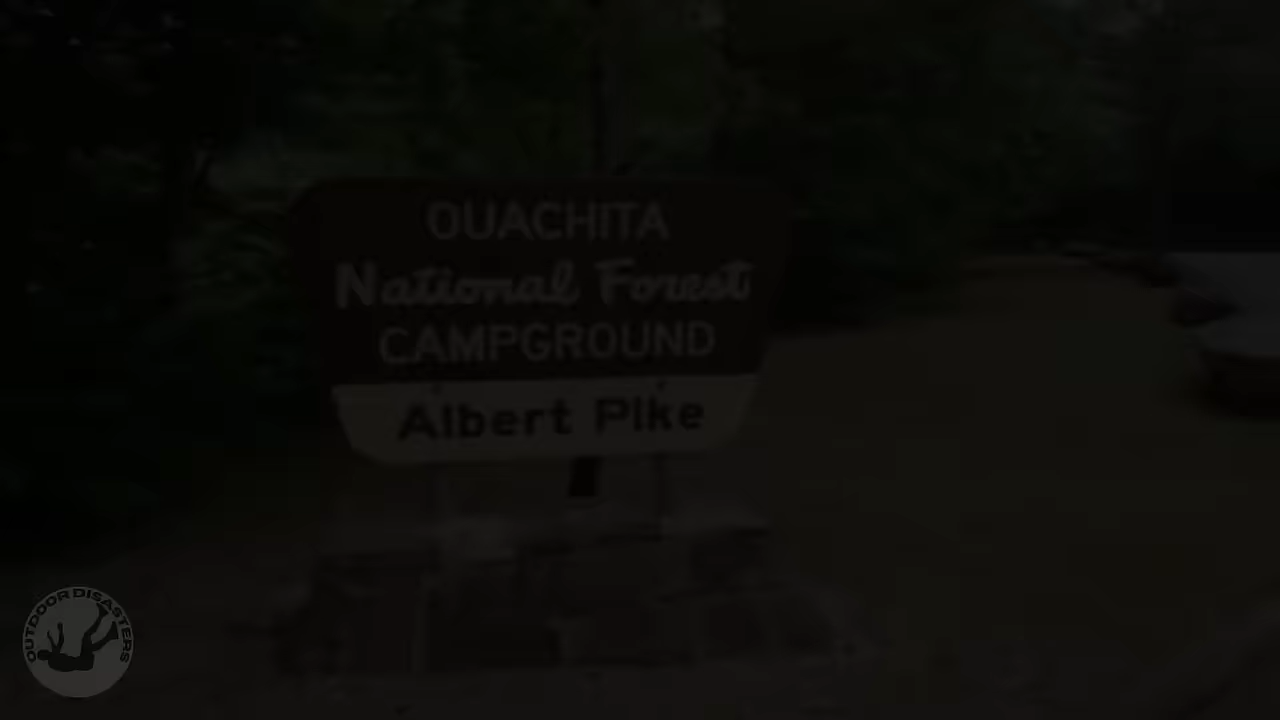 OUACHITA
National Forest
CAMPGROUND
Albert Pike
OUTDOOR DISASTERS